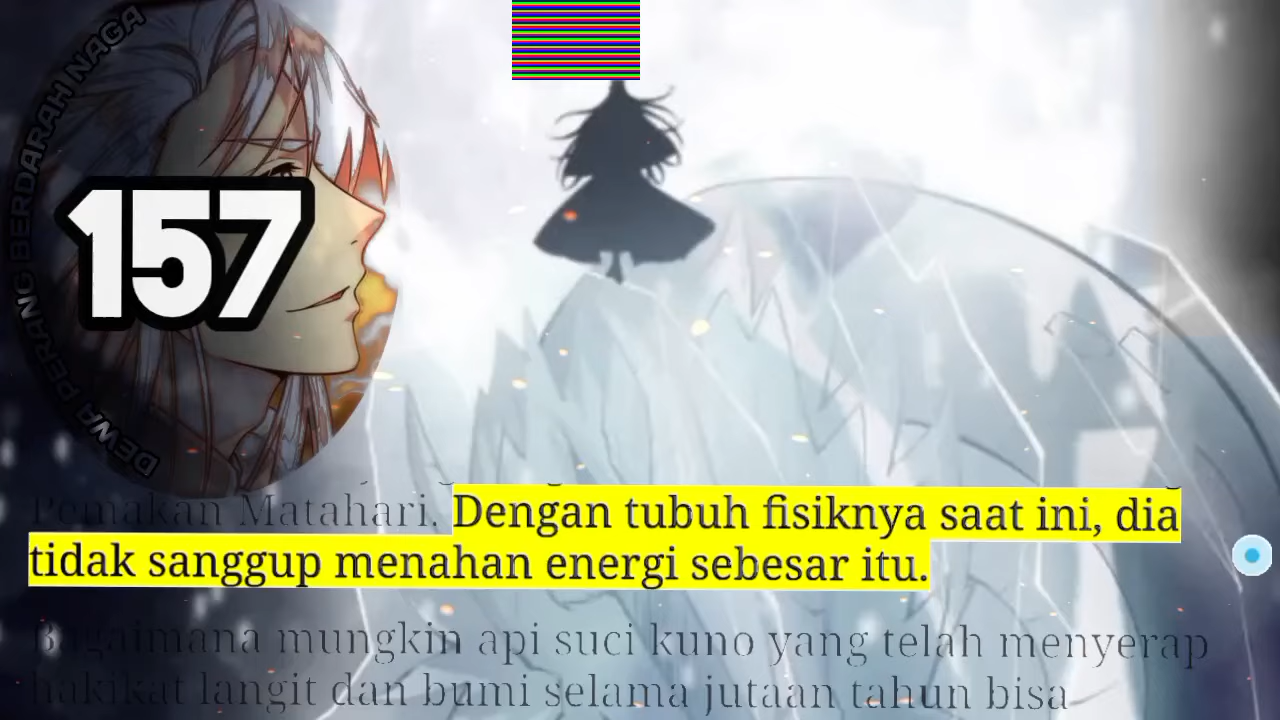 DEWA PERANG BERDARAH NAGA
157
Pemakan Matahari. Dengan tubuh fisiknya saat ini, dia
tidak sanggup menahan energi sebesar itu.
Bagaimana mungkin api suci kuno yang telah menyerap
hakikat langit dan bumi selama jutaan tahun bisa